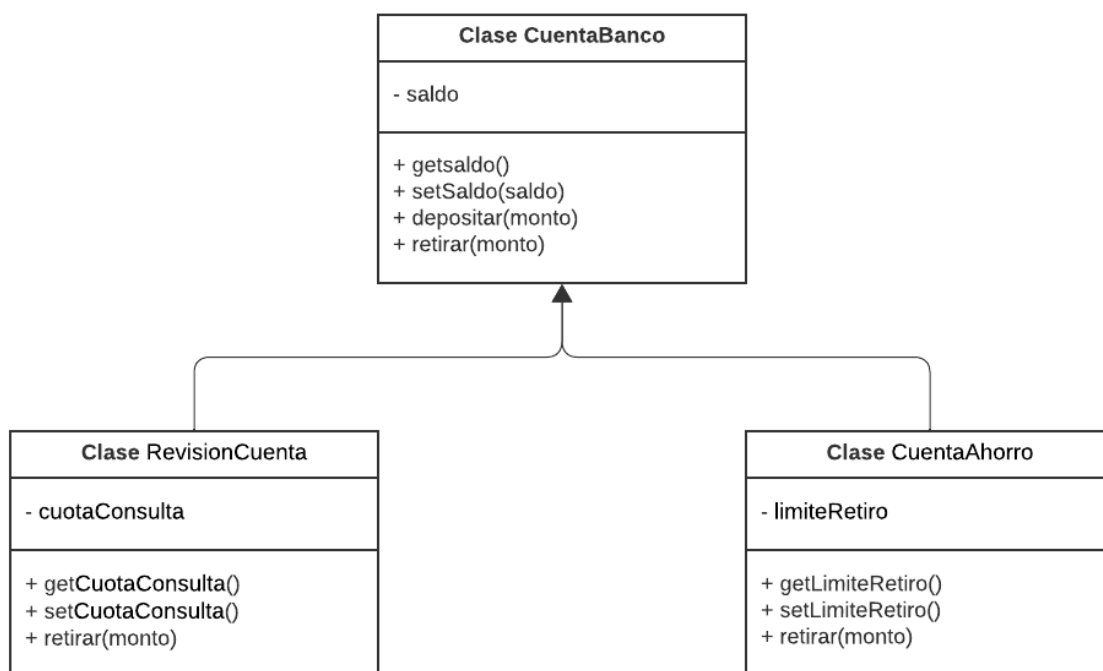 Clase CuentaBanco
- saldo
+ getsaldo()
+ setSaldo(saldo)
+ depositar(monto)
+ retirar(monto)
Clase RevisionCuenta
- cuotaConsulta
+ getCuotaConsulta()
+ setCuotaConsulta()
+ retirar(monto)
Clase CuentaAhorro
- limiteRetiro
+ getLimiteRetiro()
+ setLimiteRetiro()
+ retirar(monto)